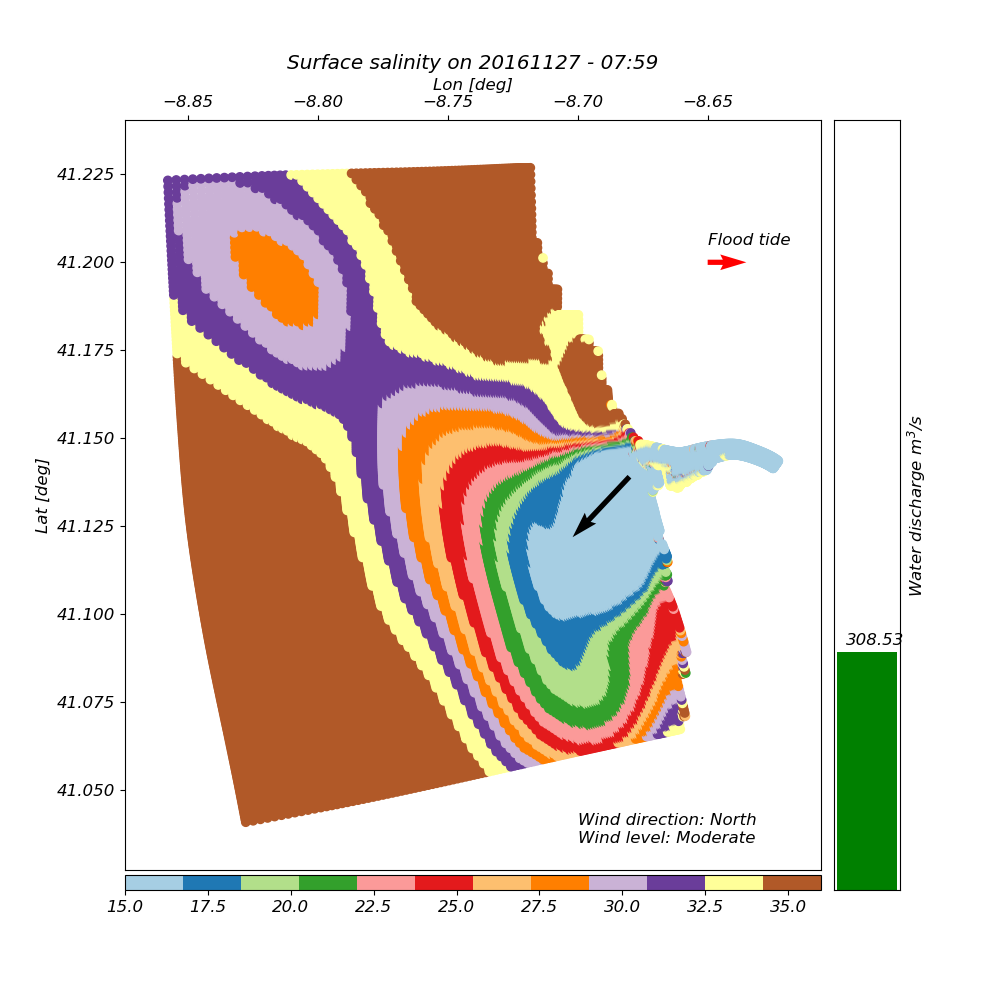 Surface salinity on 20161127 - 07:59
Lon [deg]
−8.85 −8.80 −8.75 −8.70 −8.65
41.225
41.200
41.175
41.150
41.125
41.100
41.075
41.050
Lat [deg]
Flood tide
Wind direction: North
Wind level: Moderate
308.53
Water discharge m³/s
15.0 17.5 20.0 22.5 25.0 27.5 30.0 32.5 35.0